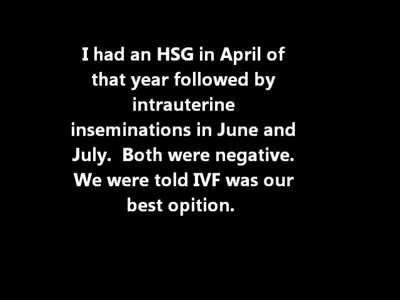 I had an HSG in April of
that year followed by
intrauterine
inseminations in June and
July.  Both were negative.
We were told IVF was our
best opition.